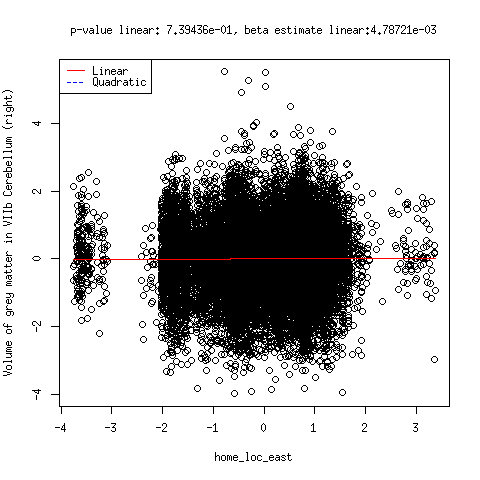 p-value linear: 7.39436e-01, beta estimate linear:4.78721e-03
Linear
Quadratic
Volume of grey matter in VIIb Cerebellum (right)
4
2
0
-2
-4
-4 -3 -2 -1 0 1 2 3
home_loc_east